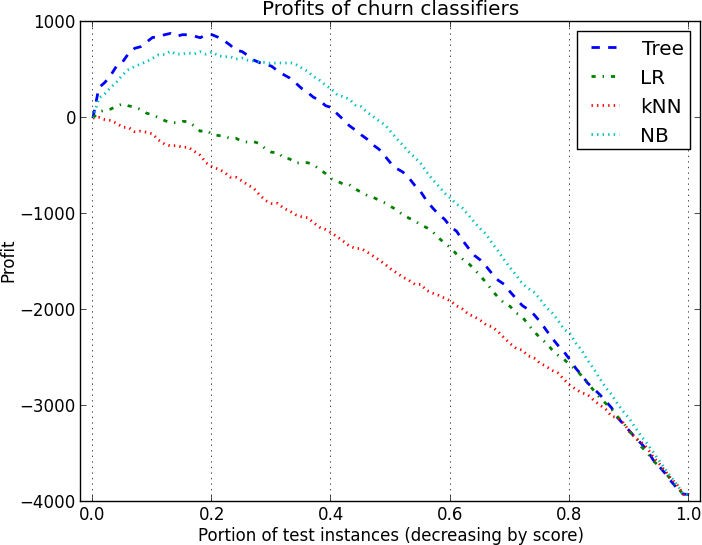 Profits of churn classifiers
1000
0
−1000
−2000
−3000
−4000
Profit
Tree
LR
kNN
NB
0.0 0.2 0.4 0.6 0.8 1.0
Portion of test instances (decreasing by score)